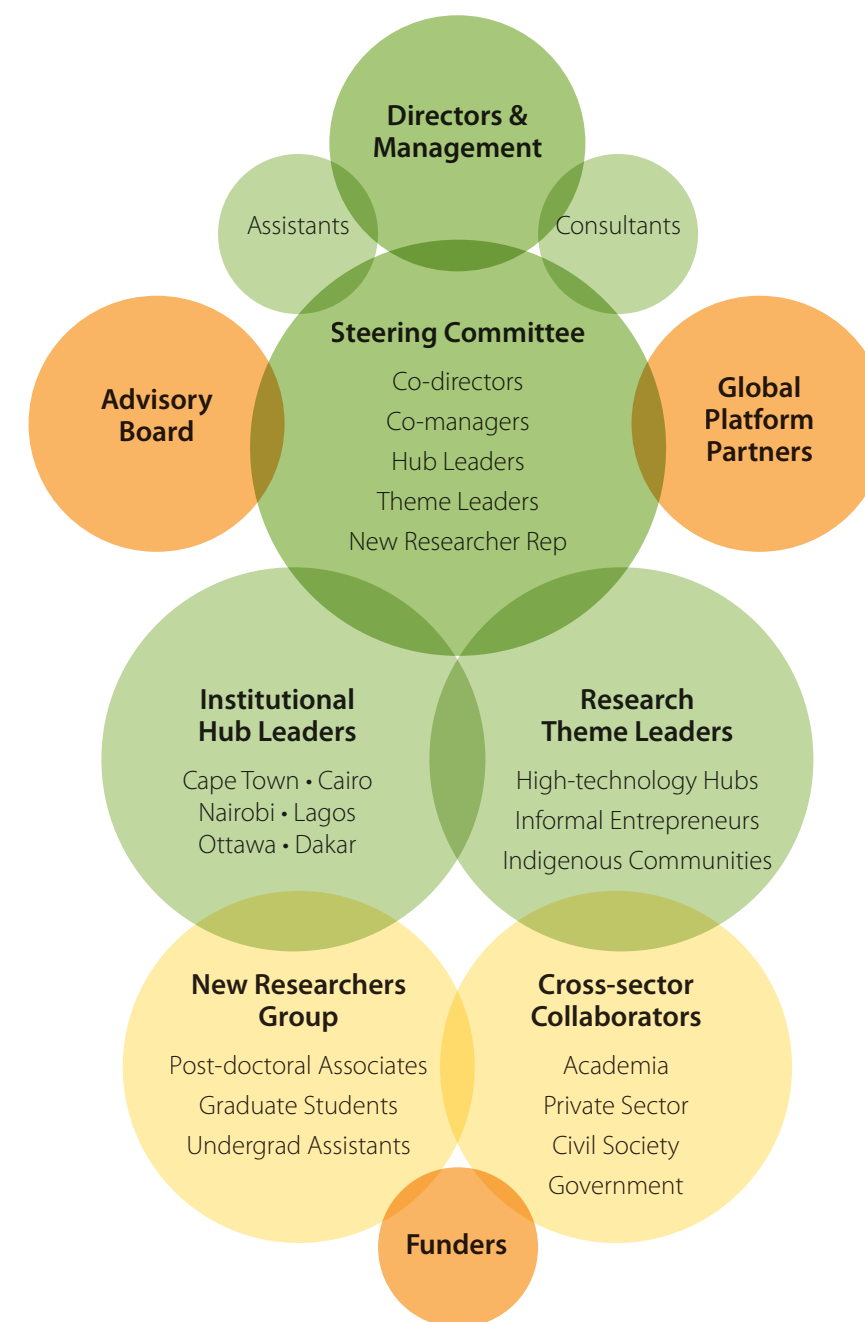 Directors &
Management
Assistants
Consultants
Steering Committee
Co-directors
Co-managers
Hub Leaders
Theme Leaders
New Researcher Rep
Advisory
Board
Global
Platform
Partners
Institutional
Hub Leaders
Cape Town • Cairo
Nairobi • Lagos
Ottawa • Dakar
Research
Theme Leaders
High-technology Hubs
Informal Entrepreneurs
Indigenous Communities
New Researchers
Group
Post-doctoral Associates
Graduate Students
Undergrad Assistants
Cross-sector
Collaborators
Academia
Private Sector
Civil Society
Government
Funders